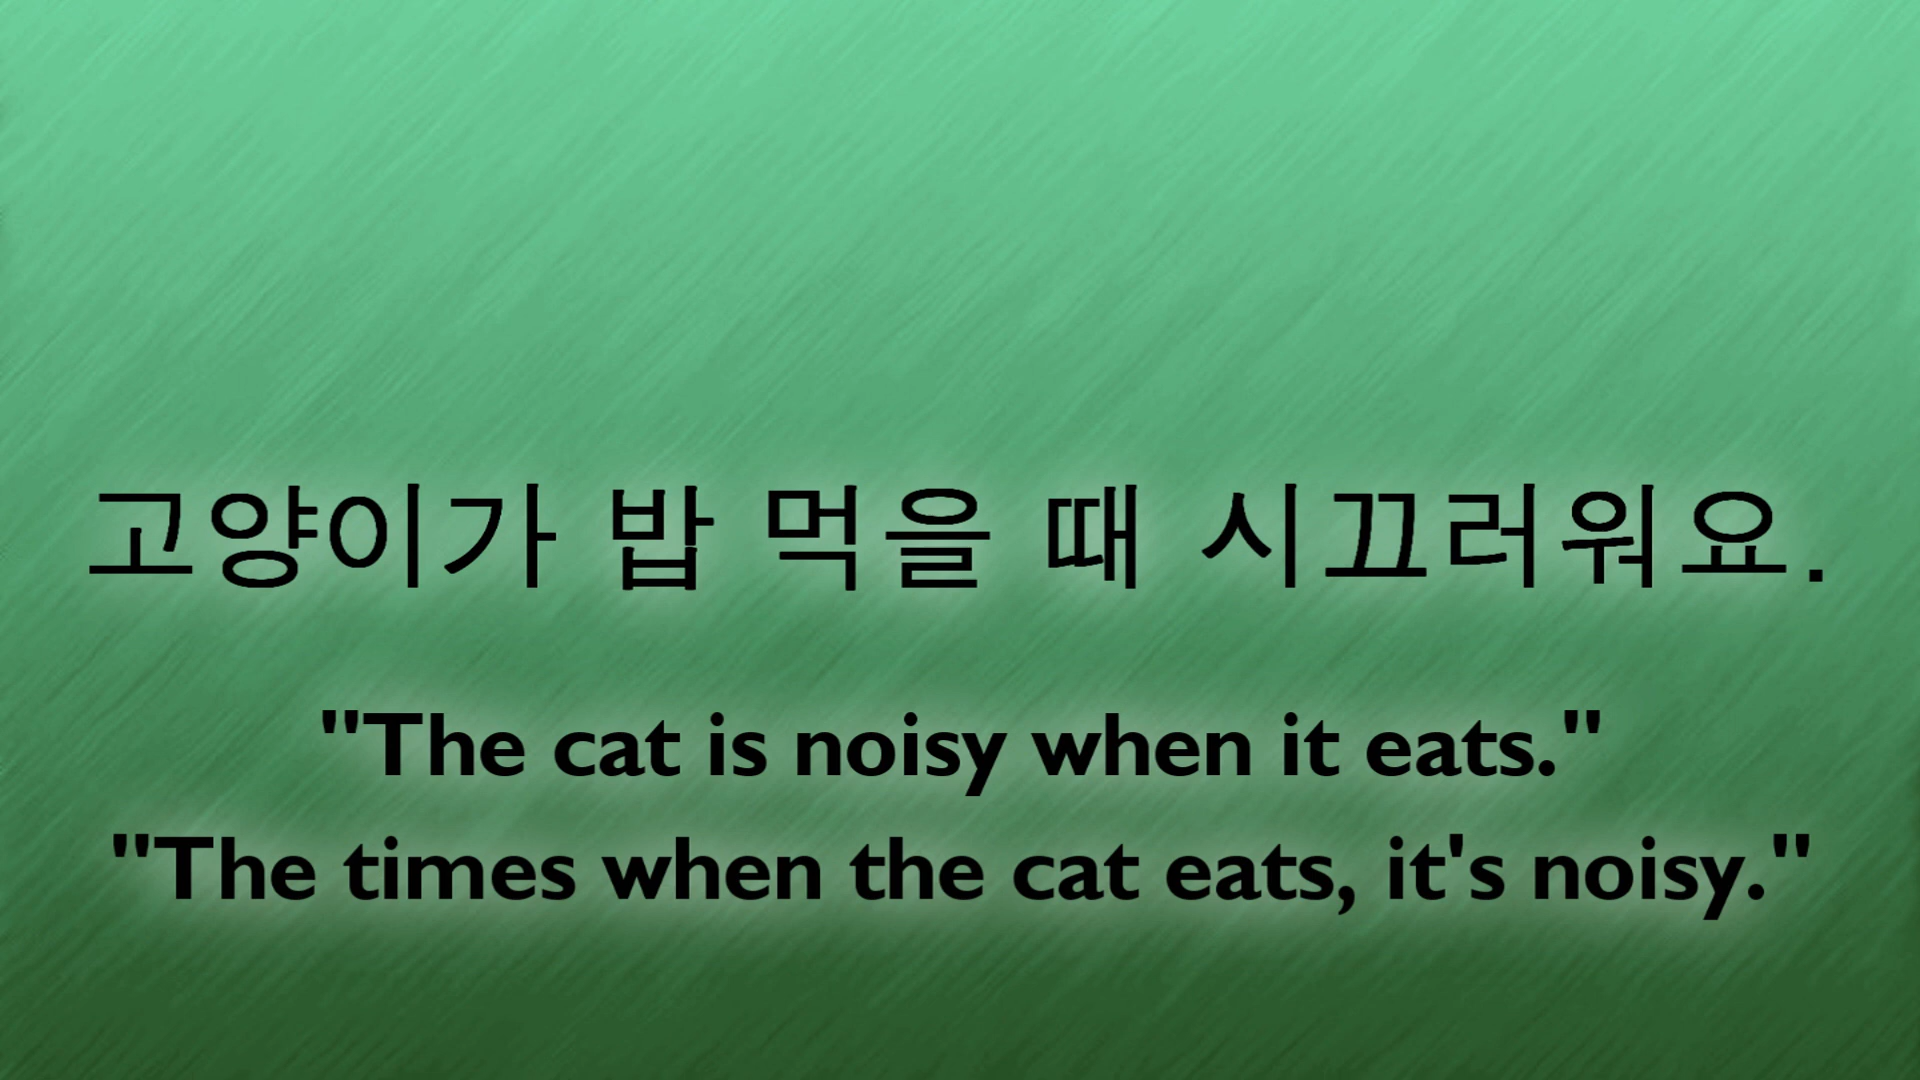 고양이가 밥 먹을 때 시끄러워요.
"The cat is noisy when it eats."
"The times when the cat eats, it's noisy."